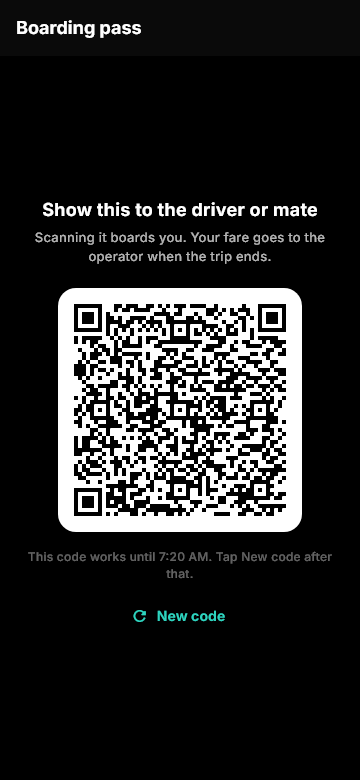 Boarding pass
Show this to the driver or mate
Scanning it boards you. Your fare goes to the
operator when the trip ends.
This code works until 7:20 AM. Tap New code after
that.
New code